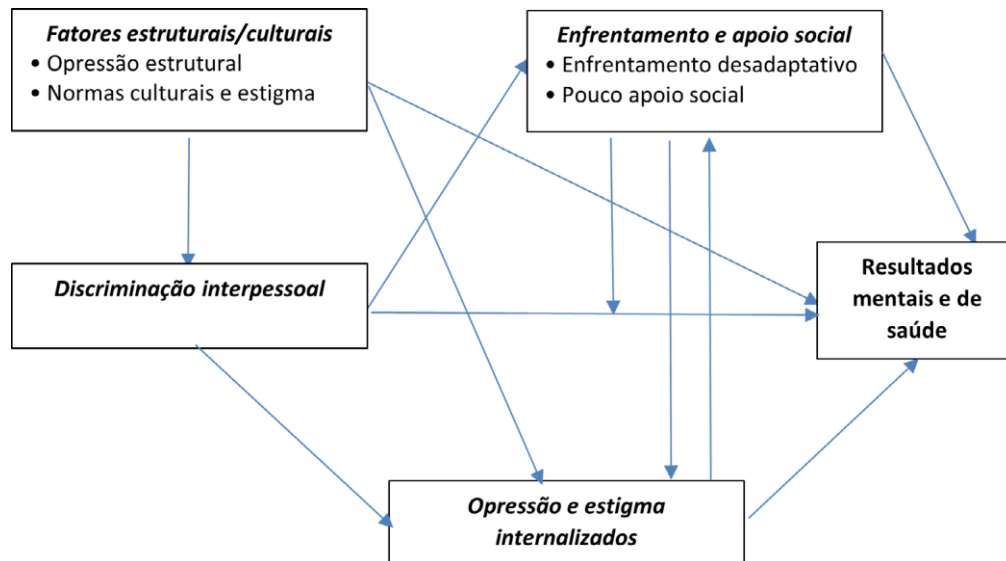 Fatores estruturais/culturais
• Opressão estrutural
• Normas culturais e estigma
Enfrentamento e apoio social
• Enfrentamento desadaptativo
• Pouco apoio social
Discriminação interpessoal
Resultados
mentais e de
saúde
Opressão e estigma
internalizados